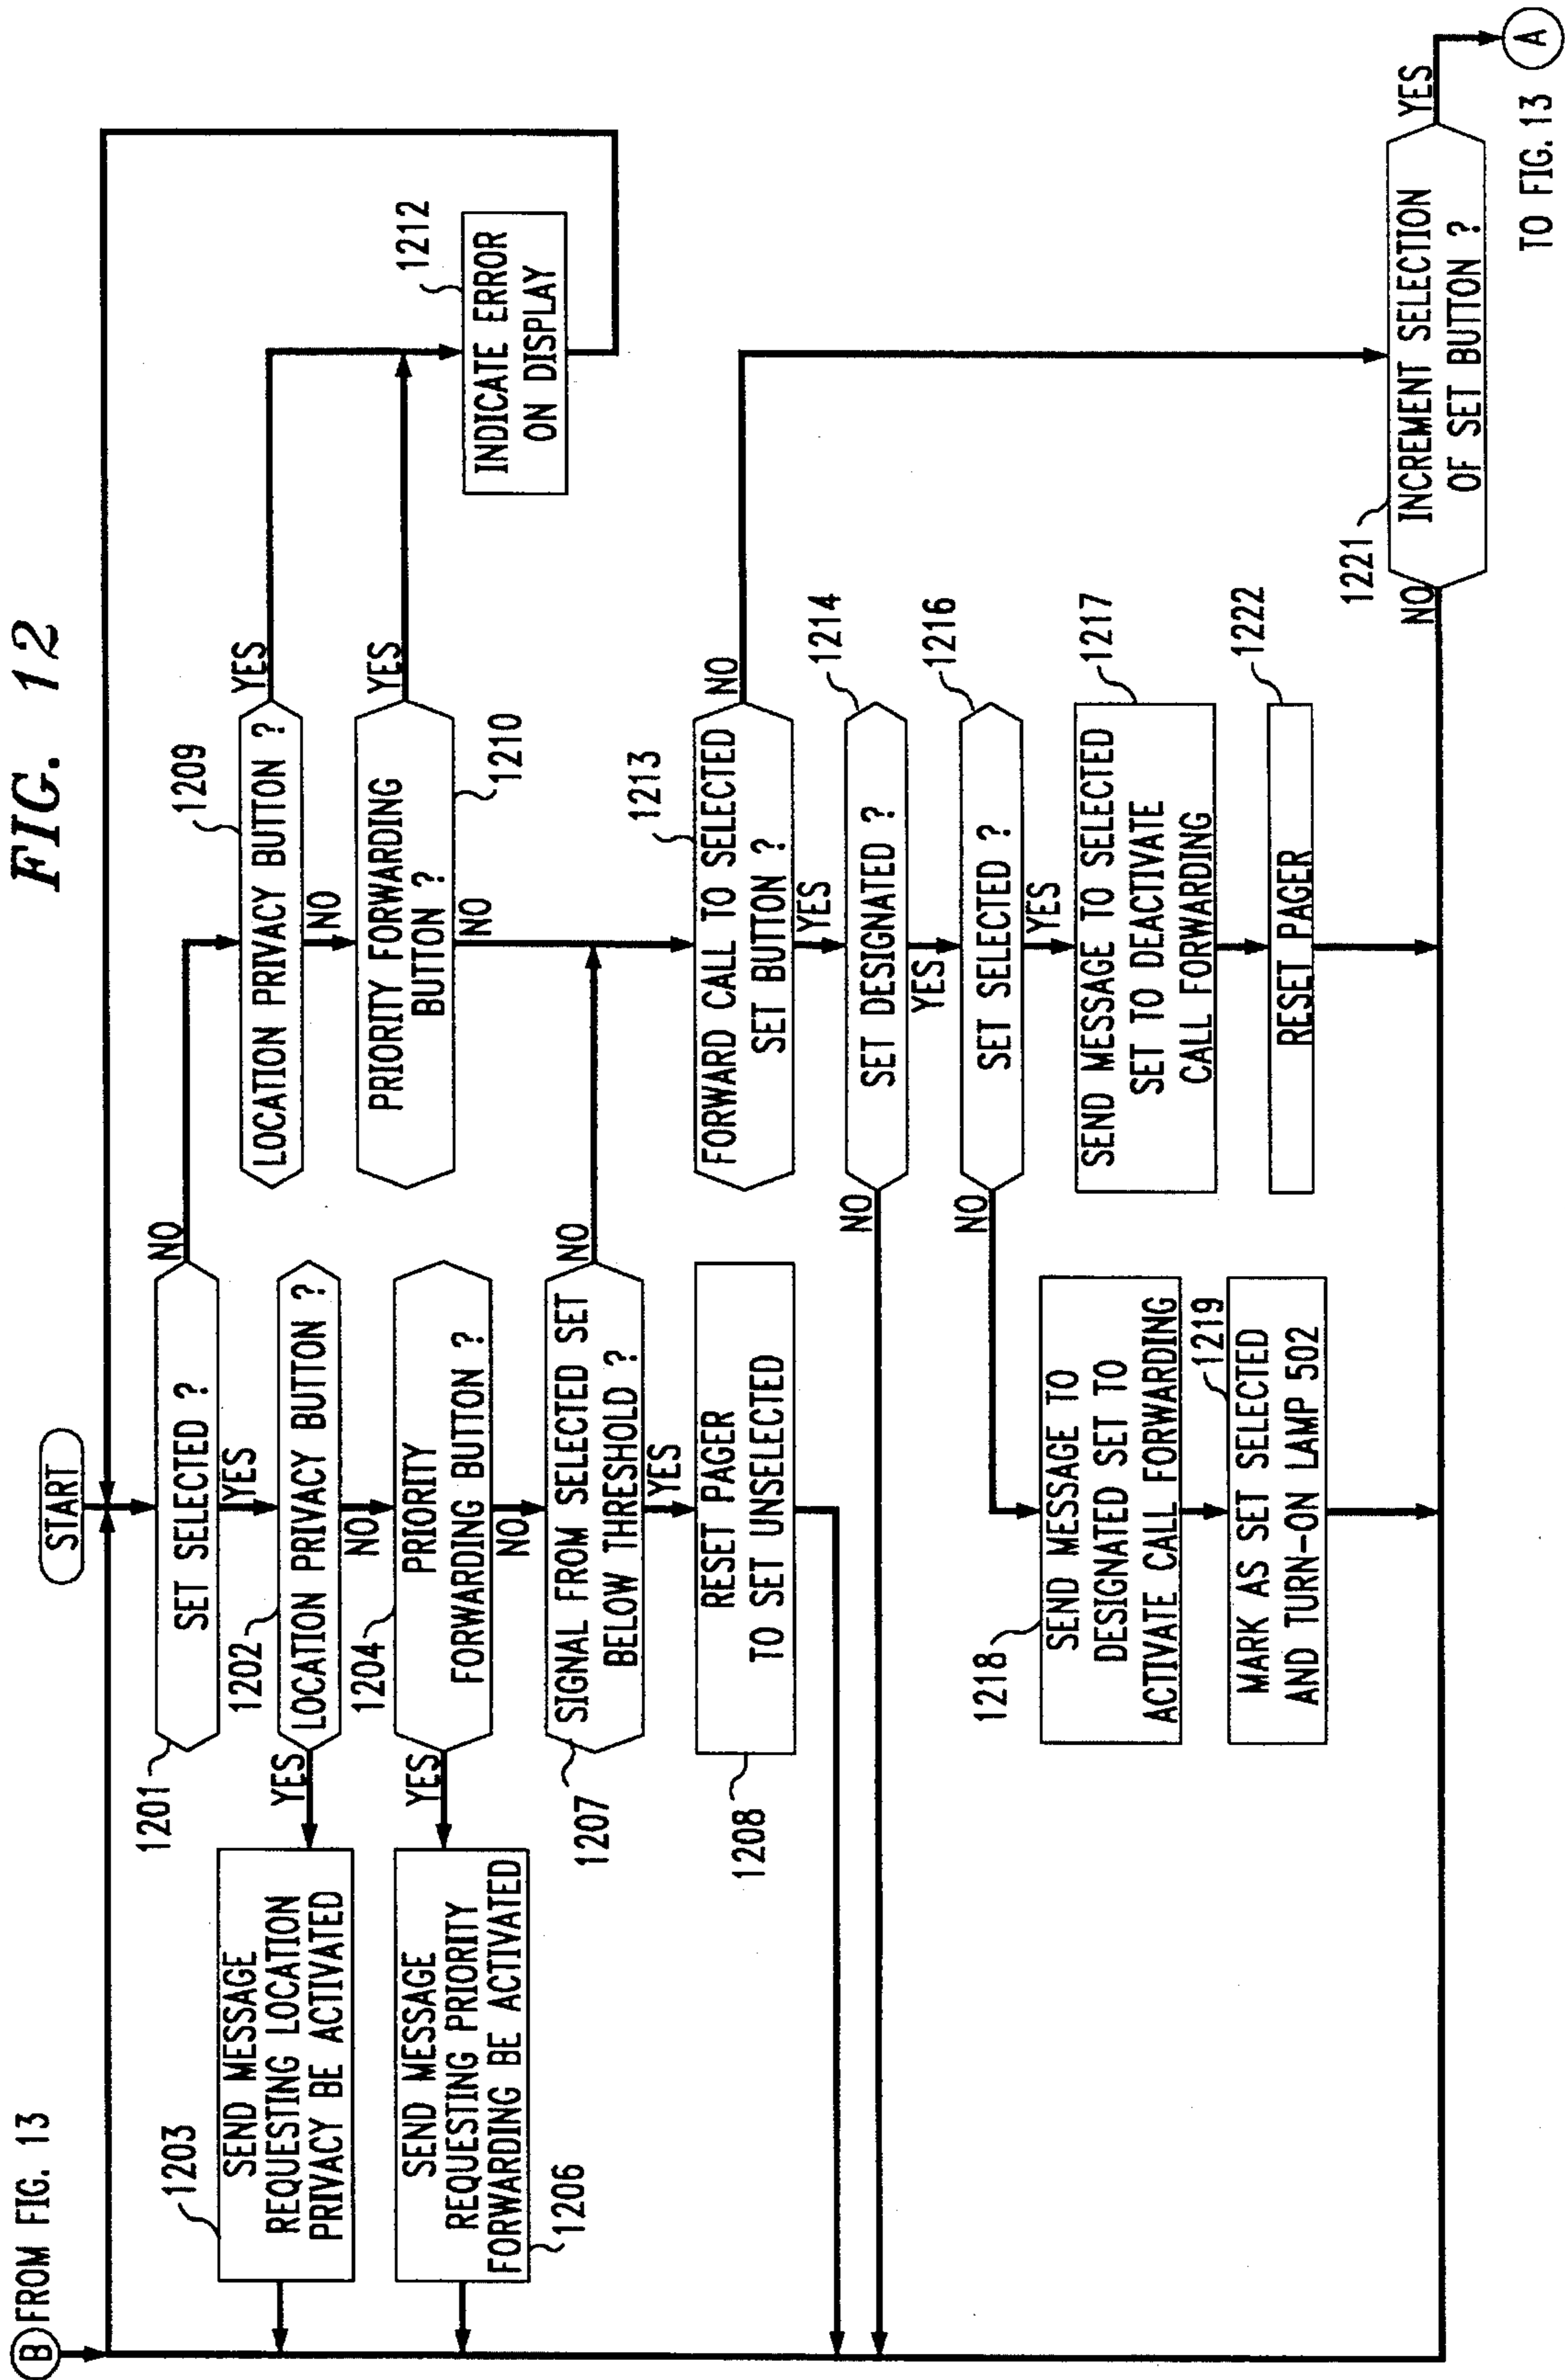 FIG. 12
B FROM FIG. 13
START
1201
SET SELECTED ?
NO
YES
1202
LOCATION PRIVACY BUTTON ?
YES
NO
1203
SEND MESSAGE
REQUESTING LOCATION
PRIVACY BE ACTIVATED
1204
PRIORITY
FORWARDING BUTTON ?
YES
NO
SEND MESSAGE
REQUESTING PRIORITY
FORWARDING BE ACTIVATED
1206
SIGNAL FROM SELECTED SET
BELOW THRESHOLD ?
1207
NO
YES
RESET PAGER
TO SET UNSELECTED
1208
1209
LOCATION PRIVACY BUTTON ?
YES
NO
PRIORITY FORWARDING
BUTTON ?
1210
YES
NO
1212
INDICATE ERROR
ON DISPLAY
1213
FORWARD CALL TO SELECTED
SET BUTTON ?
NO
YES
1214
SET DESIGNATED ?
NO
YES
1216
SET SELECTED ?
NO
YES
1217
SEND MESSAGE TO SELECTED
SET TO DEACTIVATE
CALL FORWARDING
1218
SEND MESSAGE TO
DESIGNATED SET TO
ACTIVATE CALL FORWARDING
1219
MARK AS SET SELECTED
AND TURN-ON LAMP 502
1222
RESET PAGER
1221
INCREMENT SELECTION
OF SET BUTTON ?
NO
YES
TO FIG. 13 A